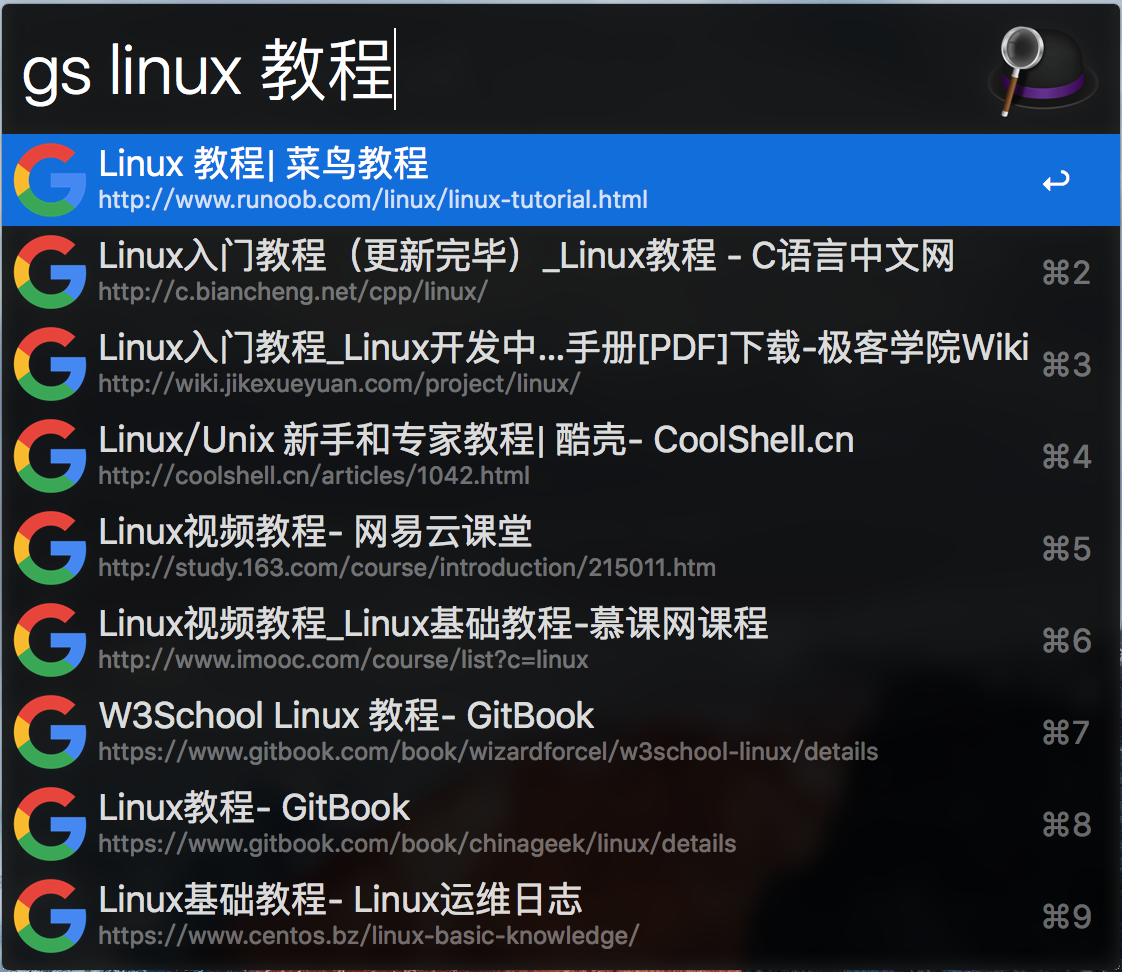 gs linux 教程
Linux 教程| 菜鸟教程
http://www.runoob.com/linux/linux-tutorial.html
Linux入门教程（更新完毕）_Linux教程 - C语言中文网
http://c.biancheng.net/cpp/linux/
⌘2
Linux入门教程_Linux开发中...手册[PDF]下载-极客学院Wiki
http://wiki.jikexueyuan.com/project/linux/
⌘3
Linux/Unix 新手和专家教程| 酷壳- CoolShell.cn
http://coolshell.cn/articles/1042.html
⌘4
Linux视频教程- 网易云课堂
http://study.163.com/course/introduction/215011.htm
⌘5
Linux视频教程_Linux基础教程-慕课网课程
http://www.imooc.com/course/list?c=linux
⌘6
W3School Linux 教程- GitBook
https://www.gitbook.com/book/wizardforcel/w3school-linux/details
⌘7
Linux教程- GitBook
https://www.gitbook.com/book/chinageek/linux/details
⌘8
Linux基础教程- Linux运维日志
https://www.centos.bz/linux-basic-knowledge/
⌘9